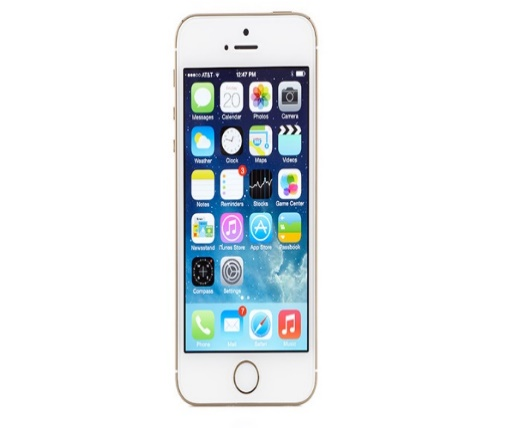 AT&T 12:47 PM
20
Messages Calendar Photos Camera
Weather Clock Maps Videos
3
Notes Reminders Stocks Game Center
Newsstand iTunes Store App Store Passbook
Compass Settings
7
Phone Mail Safari Music